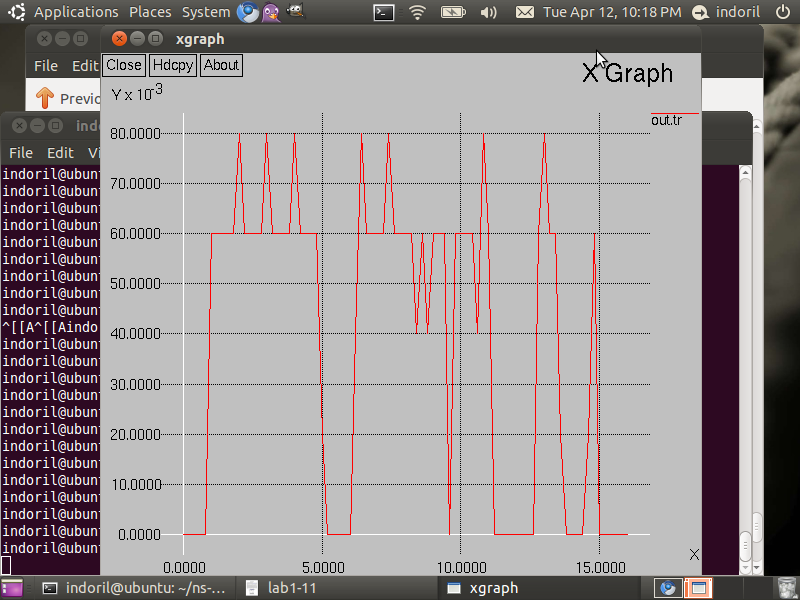 Applications Places System Tue Apr 12, 10:18 PM indoril
xgraph
File Edit
Close Hdcpy About
X Graph
Previo
Y x 10-3
out.tr
ind
80.0000
File Edit Vi
indoril@ubunt
70.0000
indoril@ubunt
indoril@ubunt
indoril@ubunt
60.0000
indoril@ubunt
indoril@ubunt
indoril@ubunt
50.0000
indoril@ubunt
indoril@ubunt
^[[A^[[Aindo
40.0000
indoril@ubunt
indoril@ubunt
indoril@ubunt
30.0000
indoril@ubunt
indoril@ubunt
indoril@ubunt
20.0000
indoril@ubunt
indoril@ubunt
indoril@ubunt
10.0000
indoril@ubunt
indoril@ubunt
indoril@ubunt
0.0000
indoril@ubunt
X
0.0000 5.0000 10.0000 15.0000
indoril@ubuntu: ~/ns-... lab1-11 xgraph